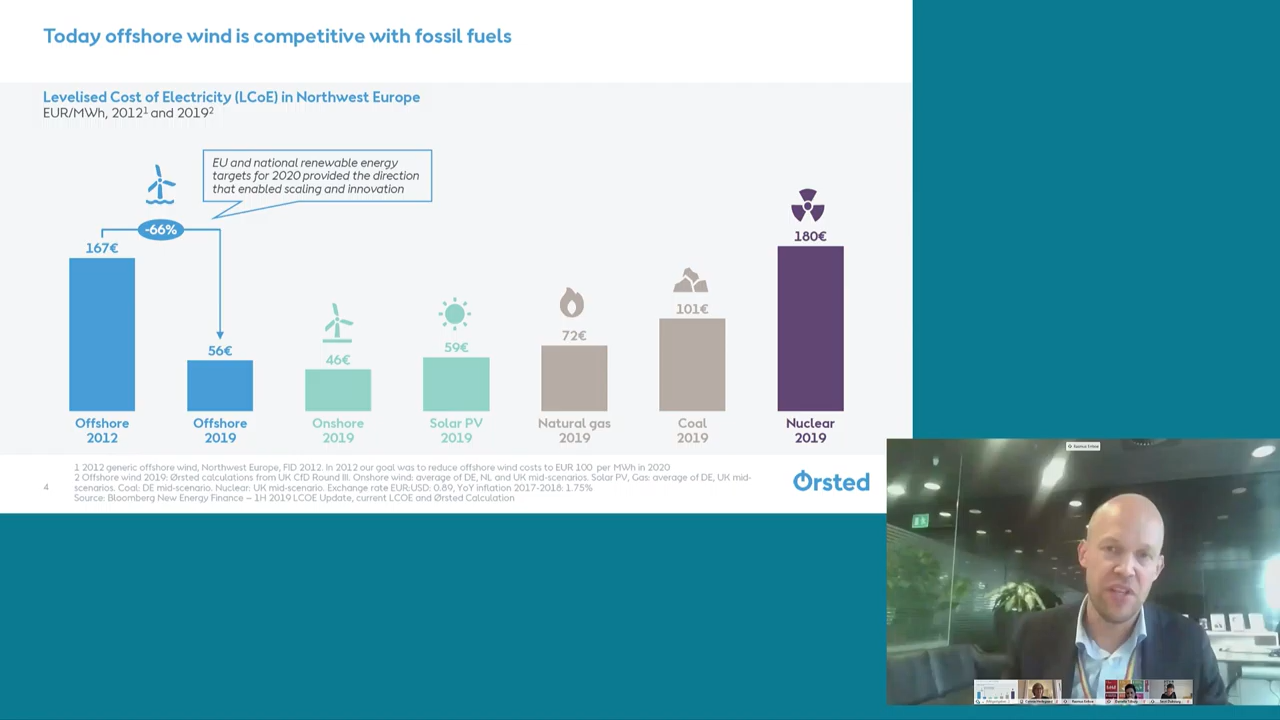 Today offshore wind is competitive with fossil fuels
Levelised Cost of Electricity (LCoE) in Northwest Europe
EUR/MWh, 2012¹ and 2019²
EU and national renewable energy
targets for 2020 provided the direction
that enabled scaling and innovation
-66%
167€
56€
46€
59€
72€
101€
180€
Offshore
2012
Offshore
2019
Onshore
2019
Solar PV
2019
Natural gas
2019
Coal
2019
Nuclear
2019
1 2012 generic offshore wind, Northwest Europe, FID 2012. In 2012 our goal was to reduce offshore wind costs to EUR 100 per MWh in 2020
2 Offshore wind 2019: Ørsted calculations from UK CfD Round III. Onshore wind: average of DE, NL and UK mid-scenarios. Solar PV, Gas: average of DE, UK mid-
scenarios. Coal: DE mid-scenario. Nuclear: UK mid-scenario. Exchange rate EUR:USD: 0.89, YoY inflation 2017-2018: 1.75%
Source: Bloomberg New Energy Finance – 1H 2019 LCOE Update, current LCOE and Ørsted Calculation
4
Ørsted